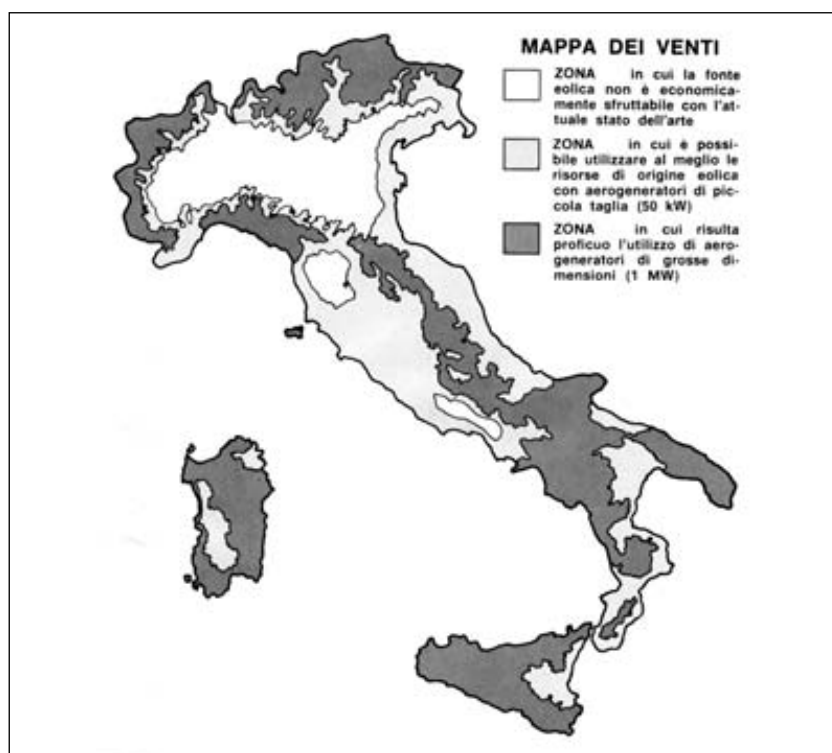 MAPPA DEI VENTI
ZONA in cui la fonte
eolica non è economica-
mente sfruttabile con l'at-
tuale stato dell'arte
ZONA in cui è possi-
bile utilizzare al meglio le
risorse di origine eolica
con aerogeneratori di pic-
cola taglia (50 kW)
ZONA in cui risulta
proficuo l'utilizzo di aero-
generatori di grosse di-
mensioni (1 MW)